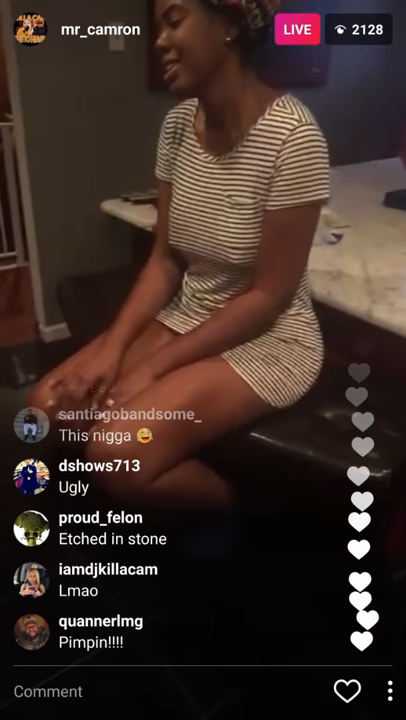 mr_camron
LIVE
2128
santiagobandsome_
This nigga 😂
dshows713
Ugly
proud_felon
Etched in stone
iamdjkillacam
Lmao
quannerlmg
Pimpin!!!!
Comment